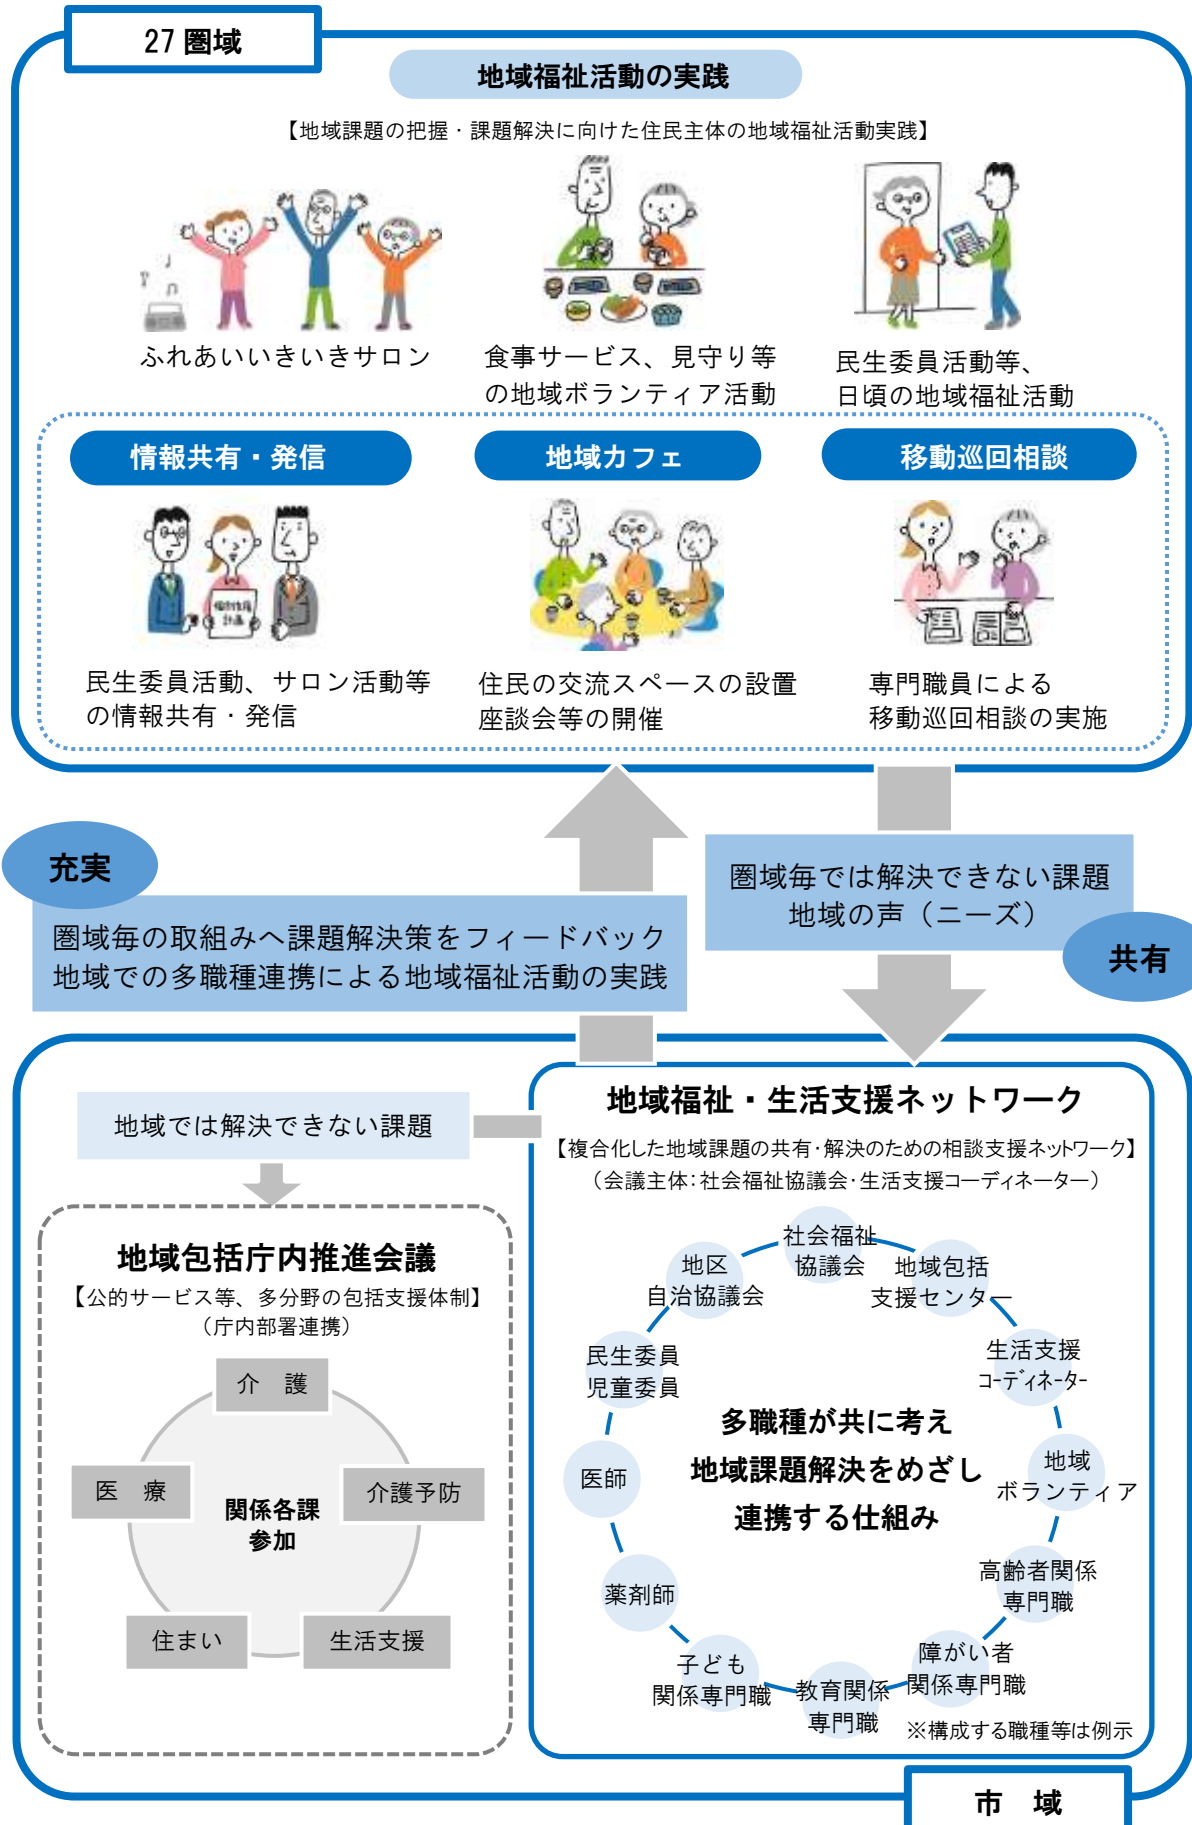 27圏域
地域福祉活動の実践
【地域課題の把握・課題解決に向けた住民主体の地域福祉活動実践】
ふれあいいきいきサロン
食事サービス、見守り等
の地域ボランティア活動
民生委員活動等、
日頃の地域福祉活動
情報共有・発信
地域カフェ
移動巡回相談
民生委員活動、サロン活動等
の情報共有・発信
住民の交流スペースの設置
座談会等の開催
専門職員による
移動巡回相談の実施
充実
圏域毎の取組みへ課題解決策をフィードバック
地域での多職種連携による地域福祉活動の実践
圏域毎では解決できない課題
地域の声（ニーズ）
共有
地域では解決できない課題
地域包括庁内推進会議
【公的サービス等、多分野の包括支援体制】
（庁内部署連携）
介　護
医　療
介護予防
関係各課
参加
住まい
生活支援
地域福祉・生活支援ネットワーク
【複合化した地域課題の共有・解決のための相談支援ネットワーク】
（会議主体：社会福祉協議会・生活支援コーディネーター）
社会福祉
協議会
地区
自治協議会
地域包括
支援センター
民生委員
児童委員
生活支援
コーディネーター
多職種が共に考え
地域課題解決をめざし
連携する仕組み
医師
地域
ボランティア
薬剤師
高齢者関係
専門職
子ども
関係専門職
教育関係
専門職
障がい者
関係専門職
※構成する職種等は例示
市　域